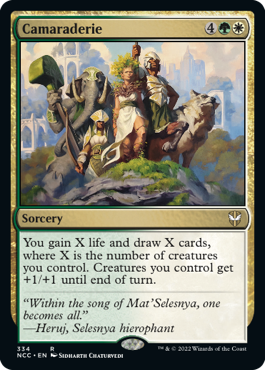 Camaraderie 4
Sorcery
You gain X life and draw X cards,
where X is the number of creatures
you control. Creatures you control get
+1/+1 until end of turn.
“Within the song of Mat’Selesnya, one
becomes all.”
—Heruj, Selesnya hierophant
334 R
NCC • EN SIDHARTH CHATURVEDI
™ & © 2022 Wizards of the Coast